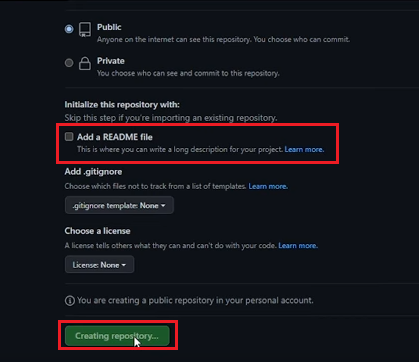 Public
Anyone on the internet can see this repository. You choose who can commit.
Private
You choose who can see and commit to this repository.
Initialize this repository with:
Skip this step if you're importing an existing repository.
Add a README file
This is where you can write a long description for your project. Learn more.
Add .gitignore
Choose which files not to track from a list of templates. Learn more.
.gitignore template: None
Choose a license
A license tells others what they can and can't do with your code. Learn more.
License: None
You are creating a public repository in your personal account.
Creating repository...